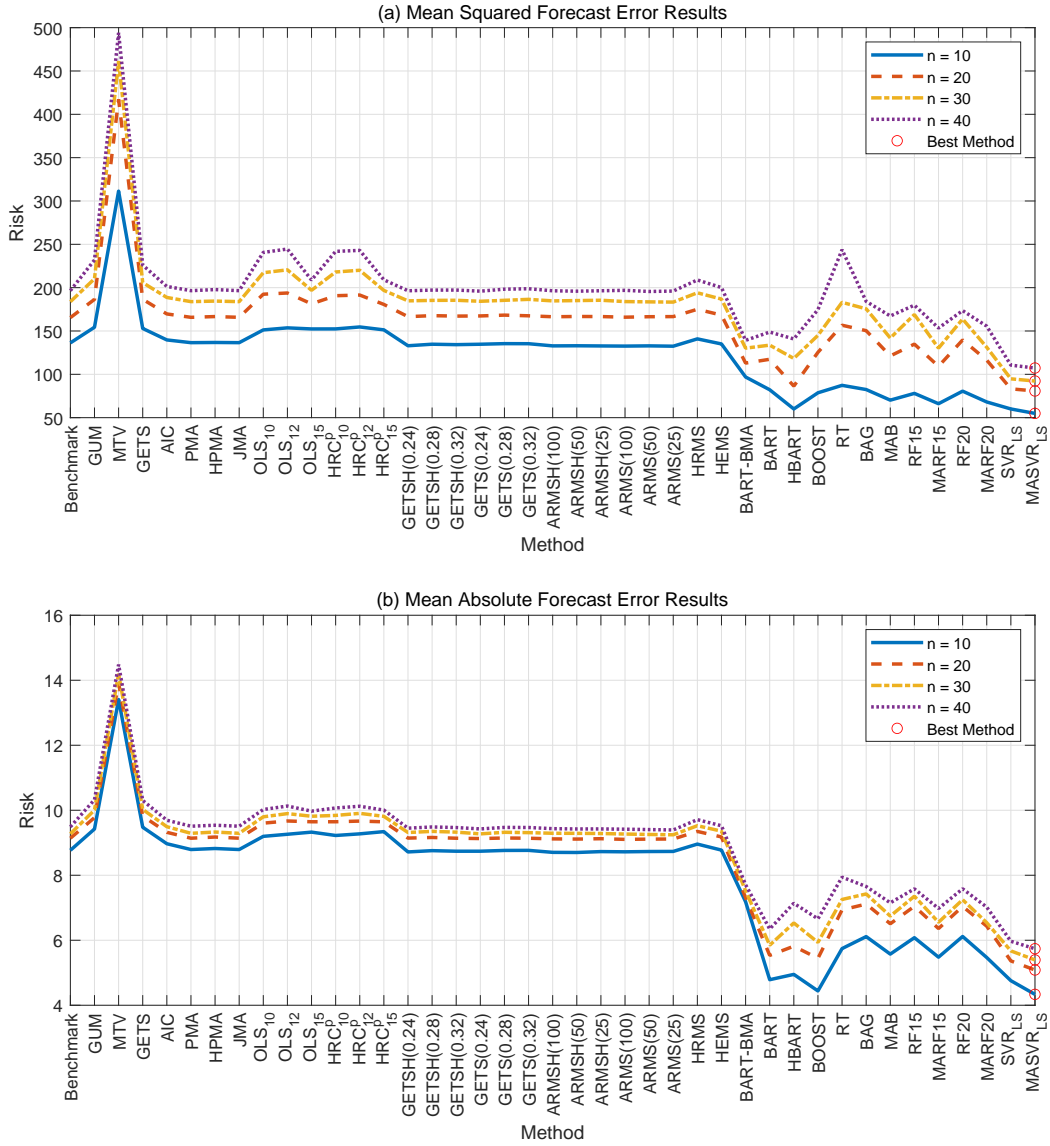 (a) Mean Squared Forecast Error Results
500
450
400
350
300
250
200
150
100
50
Risk
n = 10
n = 20
n = 30
n = 40
Best Method
Benchmark
GUM
MTV
GETS
AIC
PMA
HPMA
JMA
OLS10
OLS12
OLS15
HRCp10
HRCp12
HRCp15
GETSH(0.24)
GETSH(0.28)
GETSH(0.32)
GETS(0.24)
GETS(0.28)
GETS(0.32)
ARMSH(100)
ARMSH(50)
ARMSH(25)
ARMS(100)
ARMS(50)
ARMS(25)
HRMS
HEMS
BART-BMA
BART
HBART
BOOST
RT
BAG
MAB
RF15
MARF15
RF20
MARF20
SVRLS
MASVRLS
Method
(b) Mean Absolute Forecast Error Results
16
14
12
10
8
6
4
Risk
n = 10
n = 20
n = 30
n = 40
Best Method
Benchmark
GUM
MTV
GETS
AIC
PMA
HPMA
JMA
OLS10
OLS12
OLS15
HRCp10
HRCp12
HRCp15
GETSH(0.24)
GETSH(0.28)
GETSH(0.32)
GETS(0.24)
GETS(0.28)
GETS(0.32)
ARMSH(100)
ARMSH(50)
ARMSH(25)
ARMS(100)
ARMS(50)
ARMS(25)
HRMS
HEMS
BART-BMA
BART
HBART
BOOST
RT
BAG
MAB
RF15
MARF15
RF20
MARF20
SVRLS
MASVRLS
Method